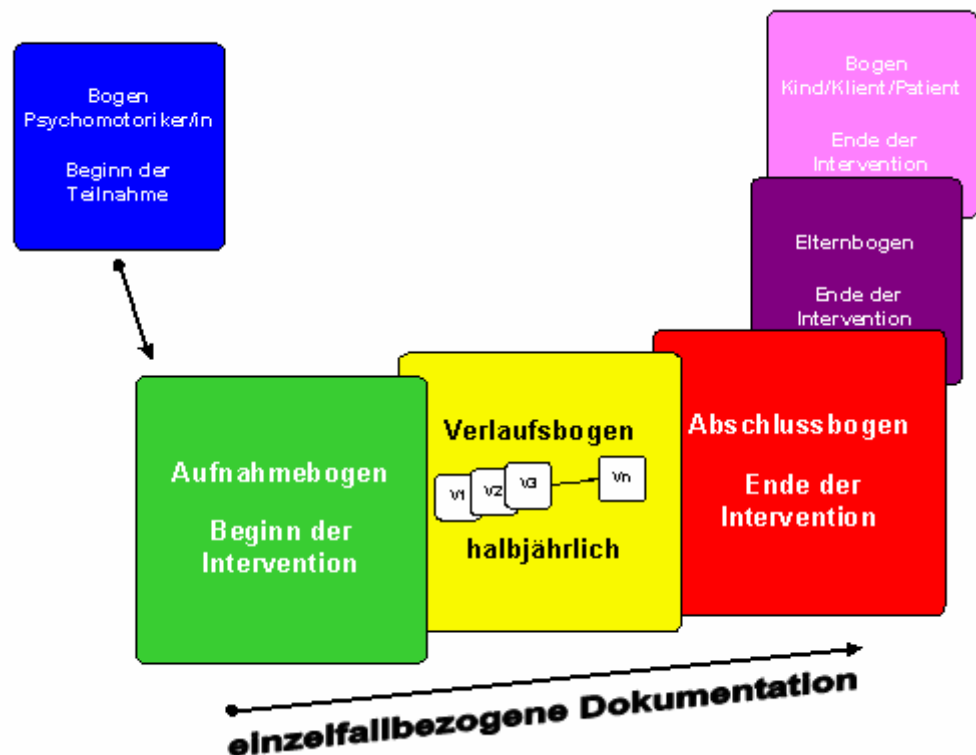 Bogen
Psychomotoriker/in
Beginn der
Teilnahme
Bogen
Kind/Klient/Patient
Ende der
Intervention
Elternbogen
Ende der
Intervention
Aufnahmebogen
Beginn der
Intervention
Verlaufsbogen
V1
V2
V3
Vn
halbjährlich
Abschlussbogen
Ende der
Intervention
einzelfallbezogene Dokumentation